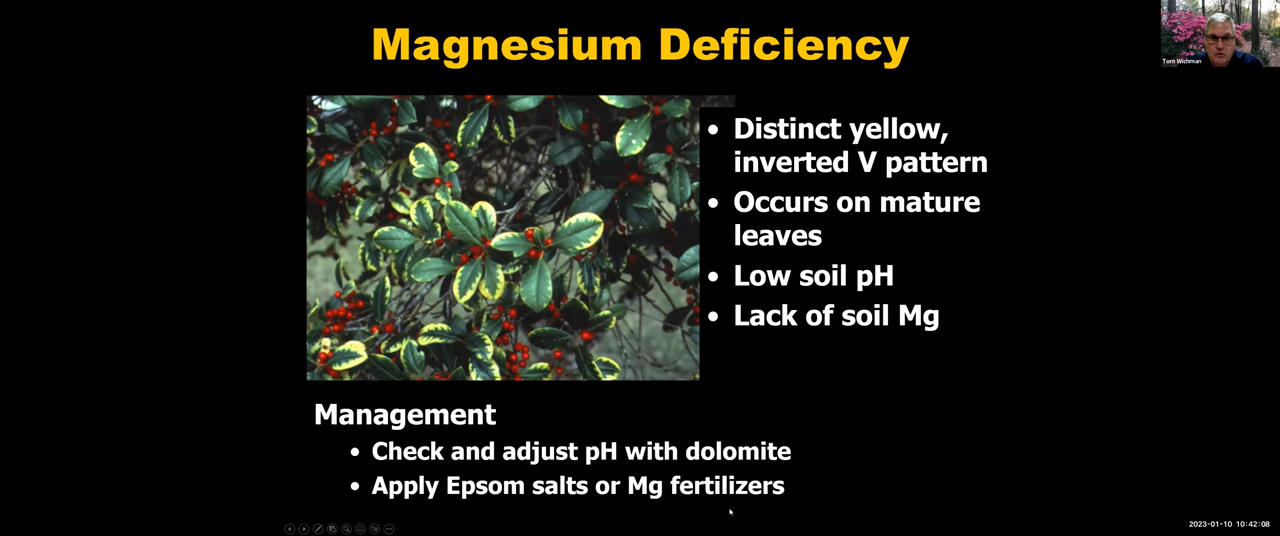 Magnesium Deficiency
Tom Wichman
• Distinct yellow,
inverted V pattern
• Occurs on mature
leaves
• Low soil pH
• Lack of soil Mg
Management
• Check and adjust pH with dolomite
• Apply Epsom salts or Mg fertilizers
2023-01-10 10:42:08